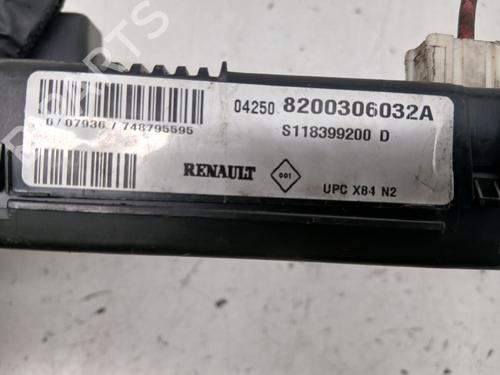 04250 8200306032A
0/07936/748795595
S118399200 D
RENAULT
001
UPC X84 N2